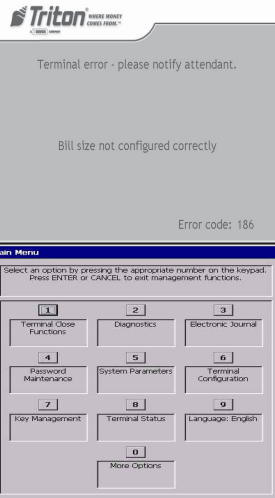 Triton®
WHERE MONEY
COMES FROM.™
A DOVER COMPANY
Terminal error - please notify attendant.
Bill size not configured correctly
Error code: 186
ain Menu
Select an option by pressing the appropriate number on the keypad.
Press ENTER or CANCEL to exit management functions.
1
Terminal Close
Functions
2
Diagnostics
3
Electronic Journal
4
Password
Maintenance
5
System Parameters
6
Terminal
Configuration
7
Key Management
8
Terminal Status
9
Language: English
0
More Options